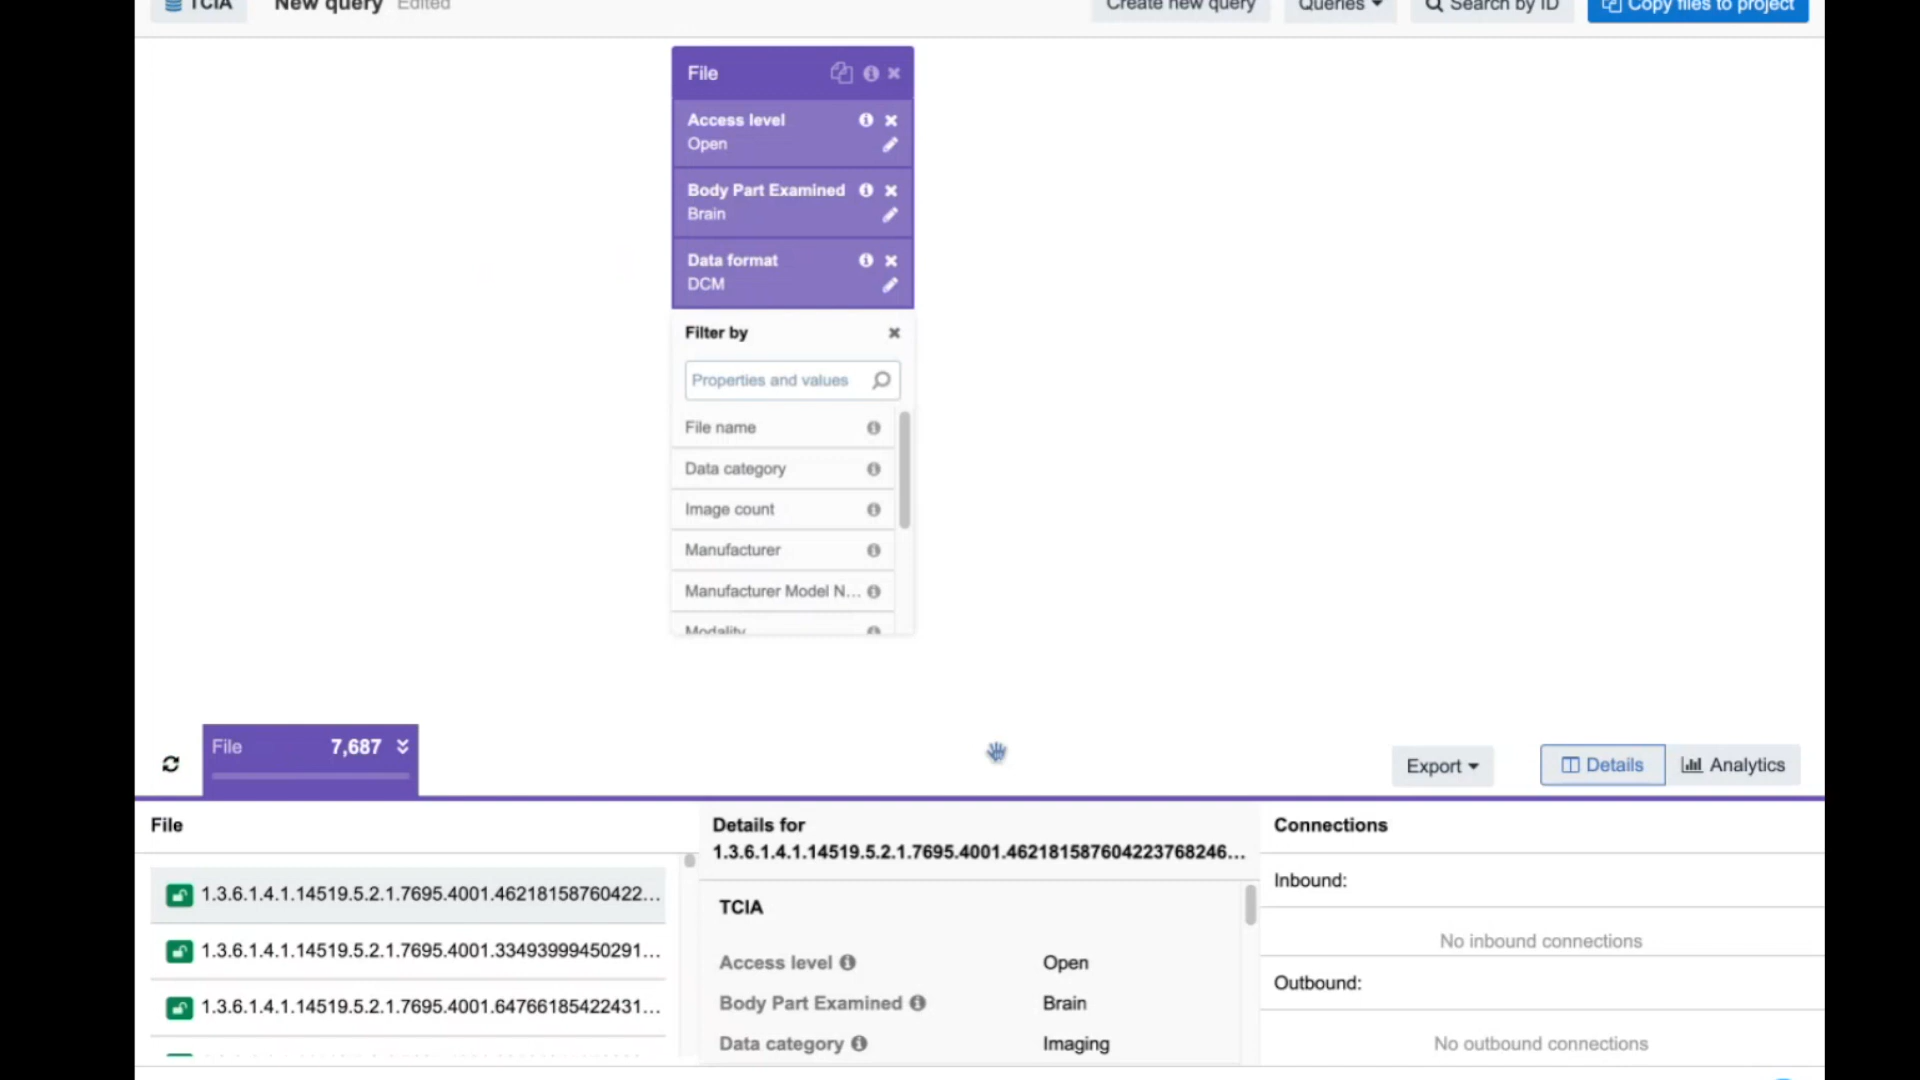 TCIA
New query Edited
Create new query
Queries
Search by ID
Copy files to project
File
Access level
Open
Body Part Examined
Brain
Data format
DCM
Filter by
Properties and values
File name
Data category
Image count
Manufacturer
Manufacturer Model N...
Modality
File 7,687
Export
Details
Analytics
File
1.3.6.1.4.1.14519.5.2.1.7695.4001.46218158760422...
1.3.6.1.4.1.14519.5.2.1.7695.4001.33493999450291...
1.3.6.1.4.1.14519.5.2.1.7695.4001.64766185422431...
Details for
1.3.6.1.4.1.14519.5.2.1.7695.4001.462181587604223768246...
TCIA
Access level Open
Body Part Examined Brain
Data category Imaging
Connections
Inbound:
No inbound connections
Outbound:
No outbound connections